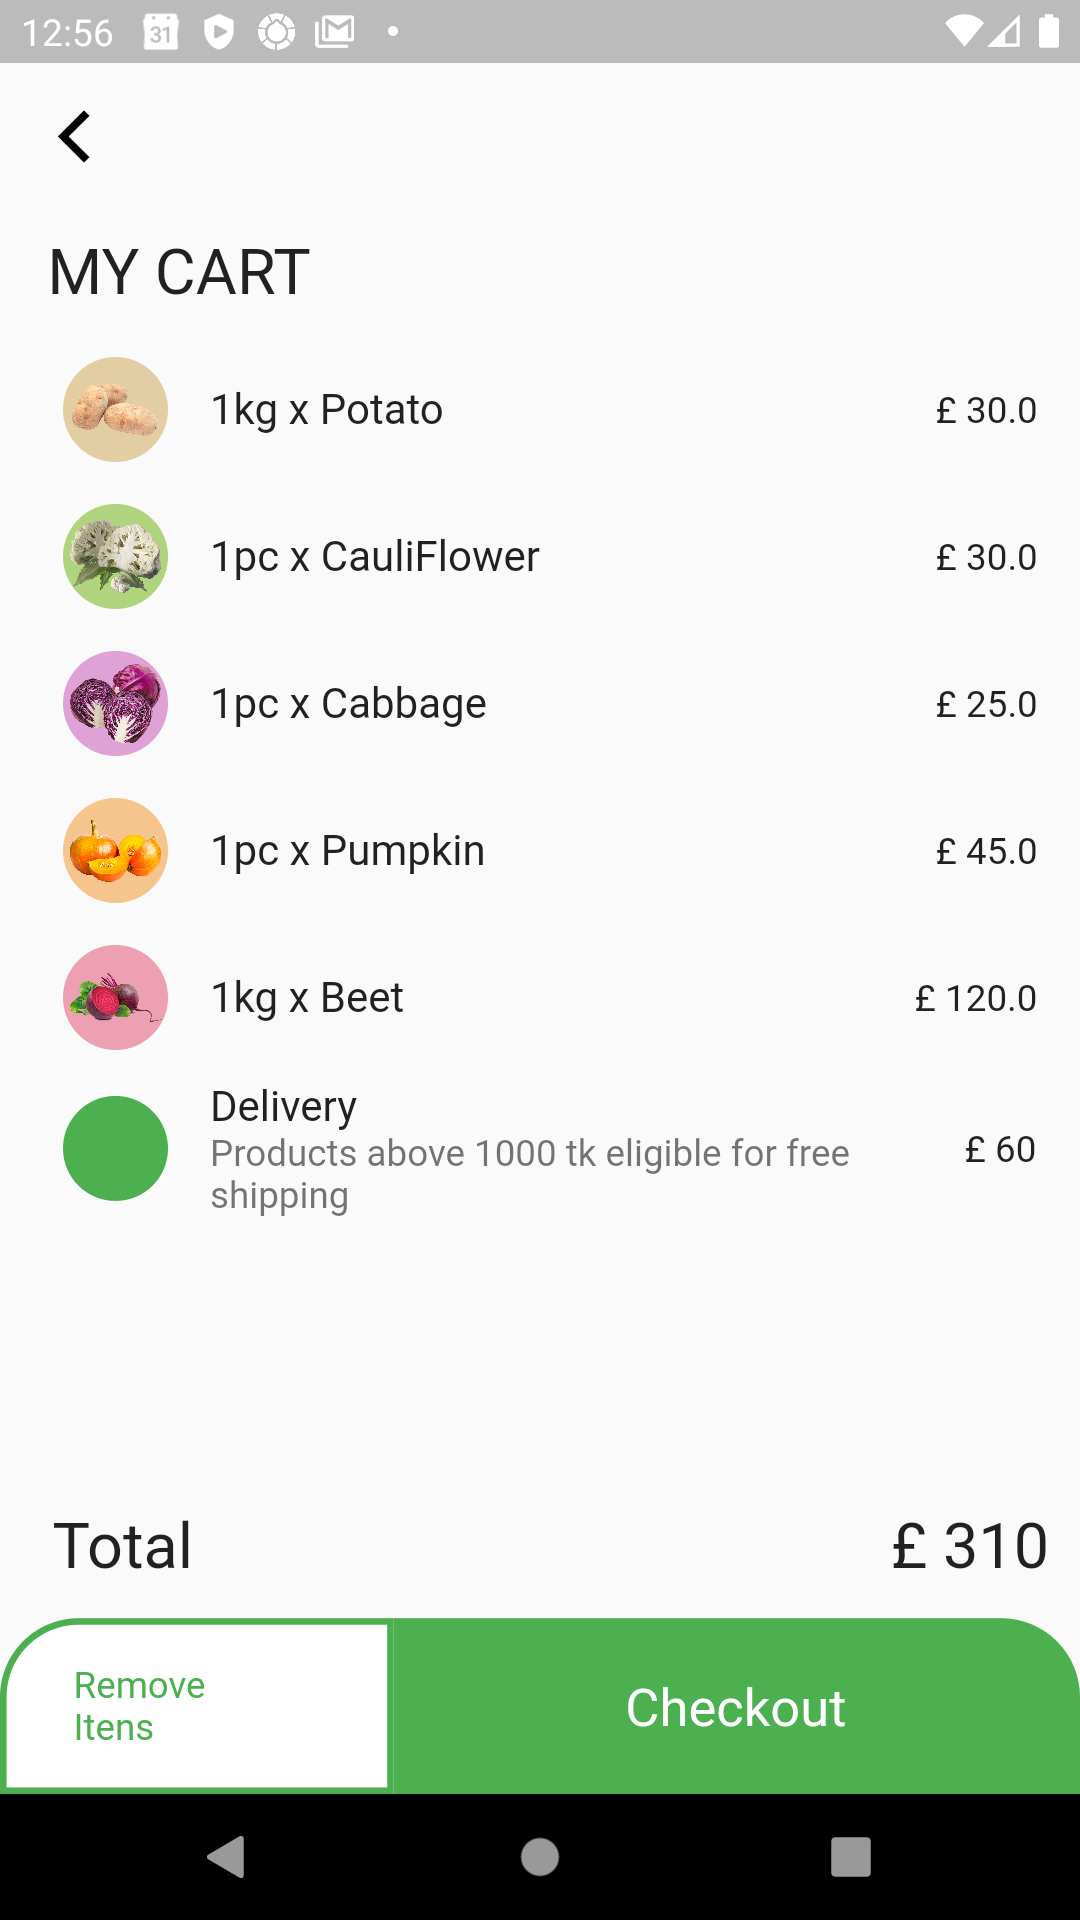 12:56
31
MY CART
1kg x Potato
£ 30.0
1pc x CauliFlower
£ 30.0
1pc x Cabbage
£ 25.0
1pc x Pumpkin
£ 45.0
1kg x Beet
£ 120.0
Delivery
Products above 1000 tk eligible for free
shipping
£ 60
Total
£ 310
Remove
Itens
Checkout